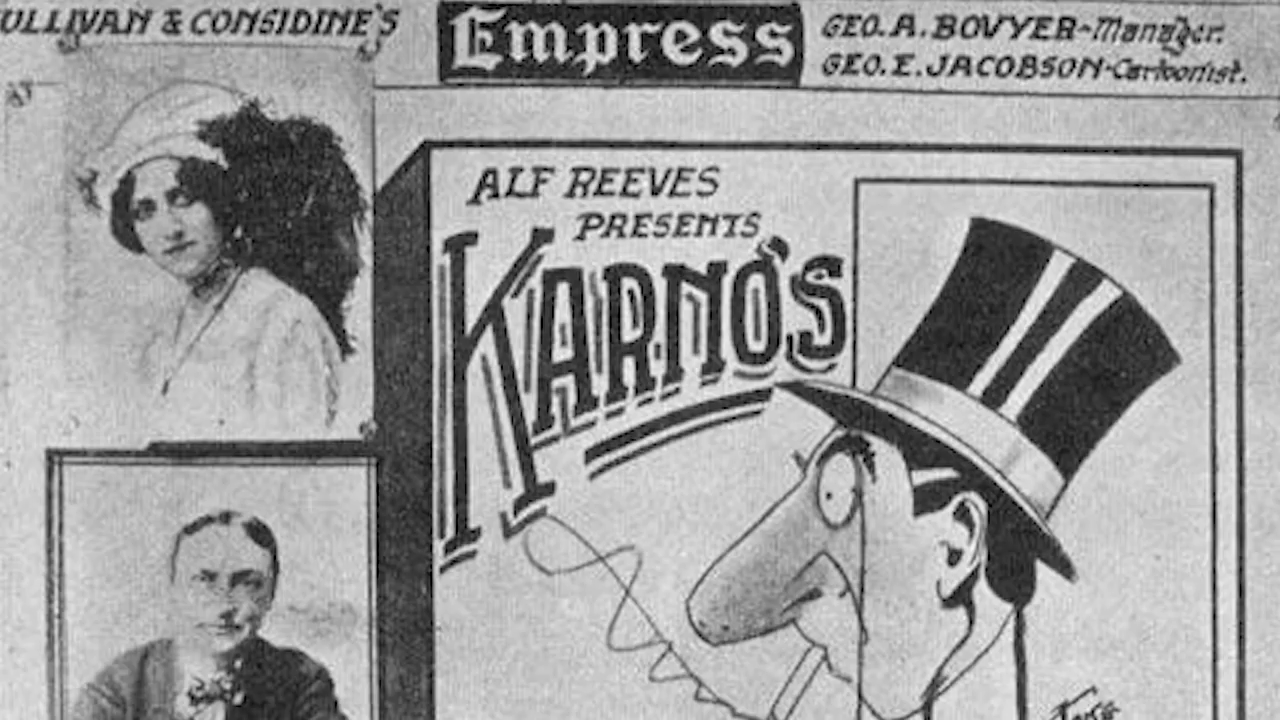 ULLIVAN & CONSIDINE'S
Empress
GEO. A. BOVYER-Manager.
GEO. E. JACOBSON-Cartoonist.
ALF REEVES
PRESENTS
KARNO'S